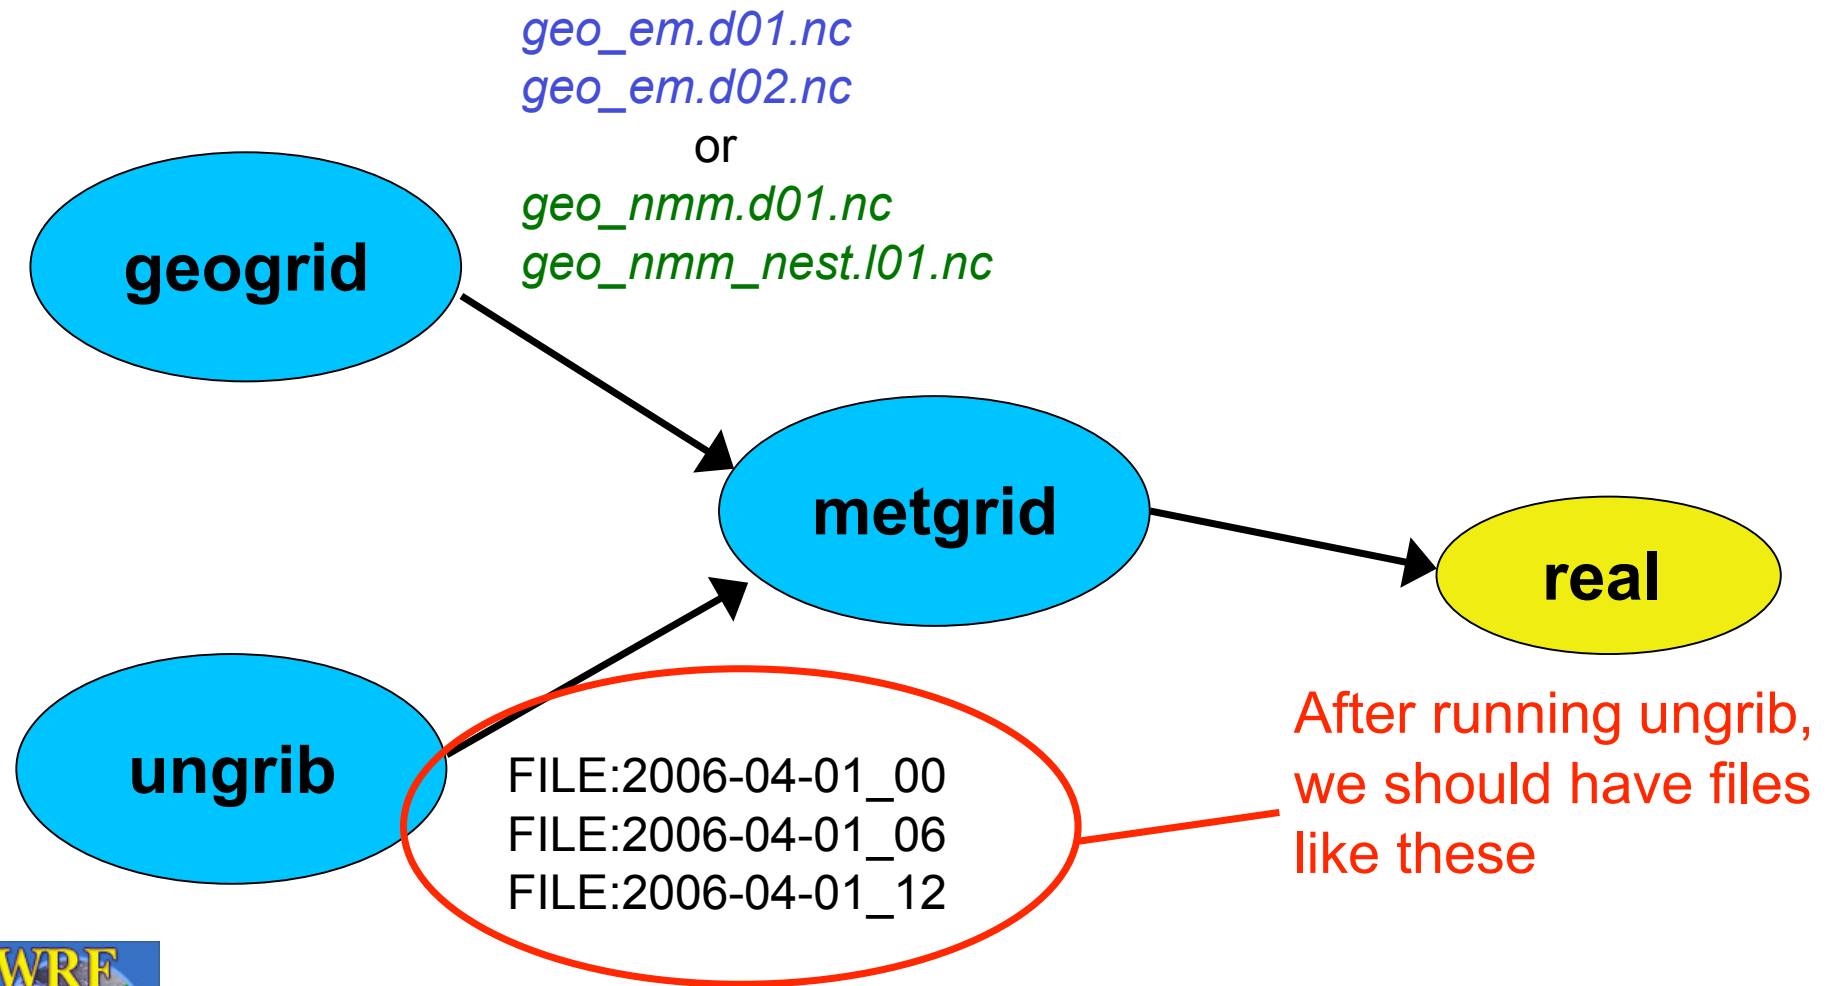 geo_em.d01.nc
geo_em.d02.nc
or
geo_nmm.d01.nc
geo_nmm_nest.l01.nc
geogrid
metgrid
real
ungrib
FILE:2006-04-01_00
FILE:2006-04-01_06
FILE:2006-04-01_12
After running ungrib,
we should have files
like these
WRF